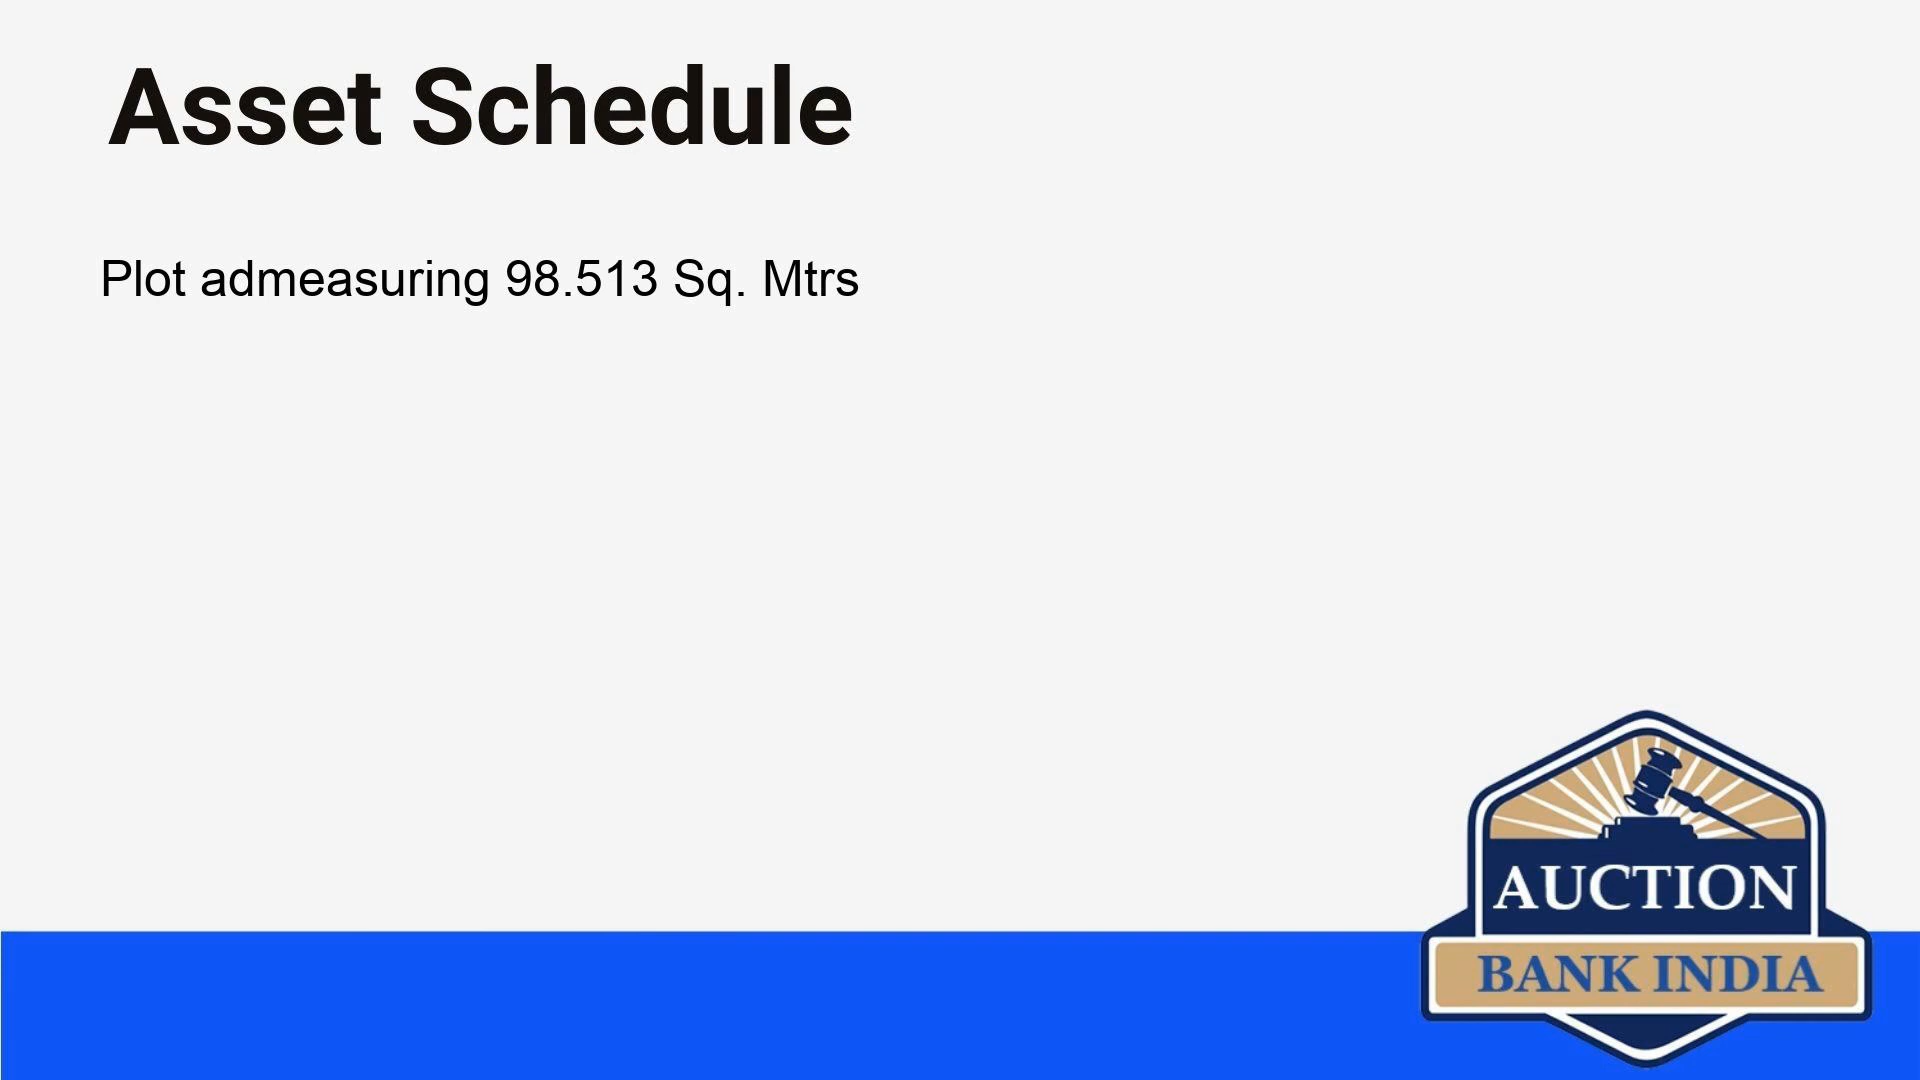 Asset Schedule
Plot admeasuring 98.513 Sq. Mtrs
AUCTION
BANK INDIA